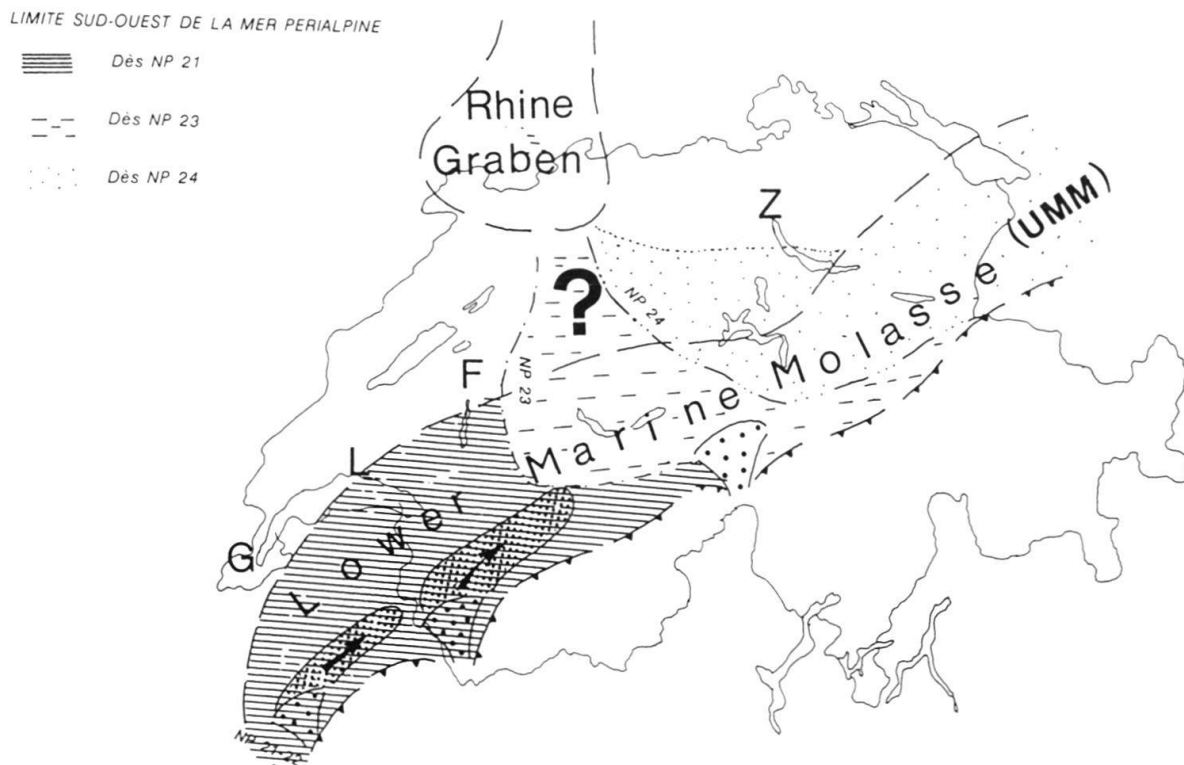 LIMITE SUD-OUEST DE LA MER PERIALPINE
Dès NP 21
Dès NP 23
Dès NP 24
Rhine
Graben
Z
?
NP 24
NP 23
F
L
G
Lower Marine Molasse (UMM)
NP 21-22